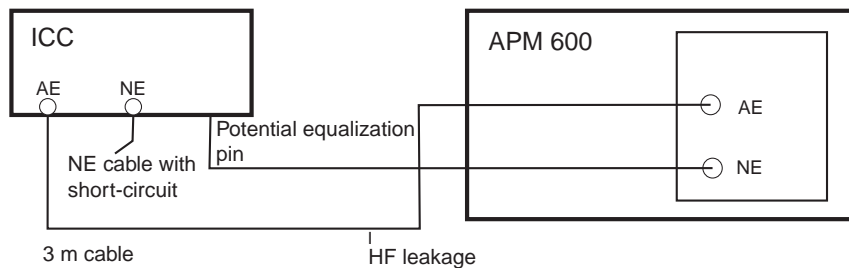 ICC
APM 600
AE
NE
AE
Potential equalization
pin
NE cable with
short-circuit
NE
3 m cable
HF leakage